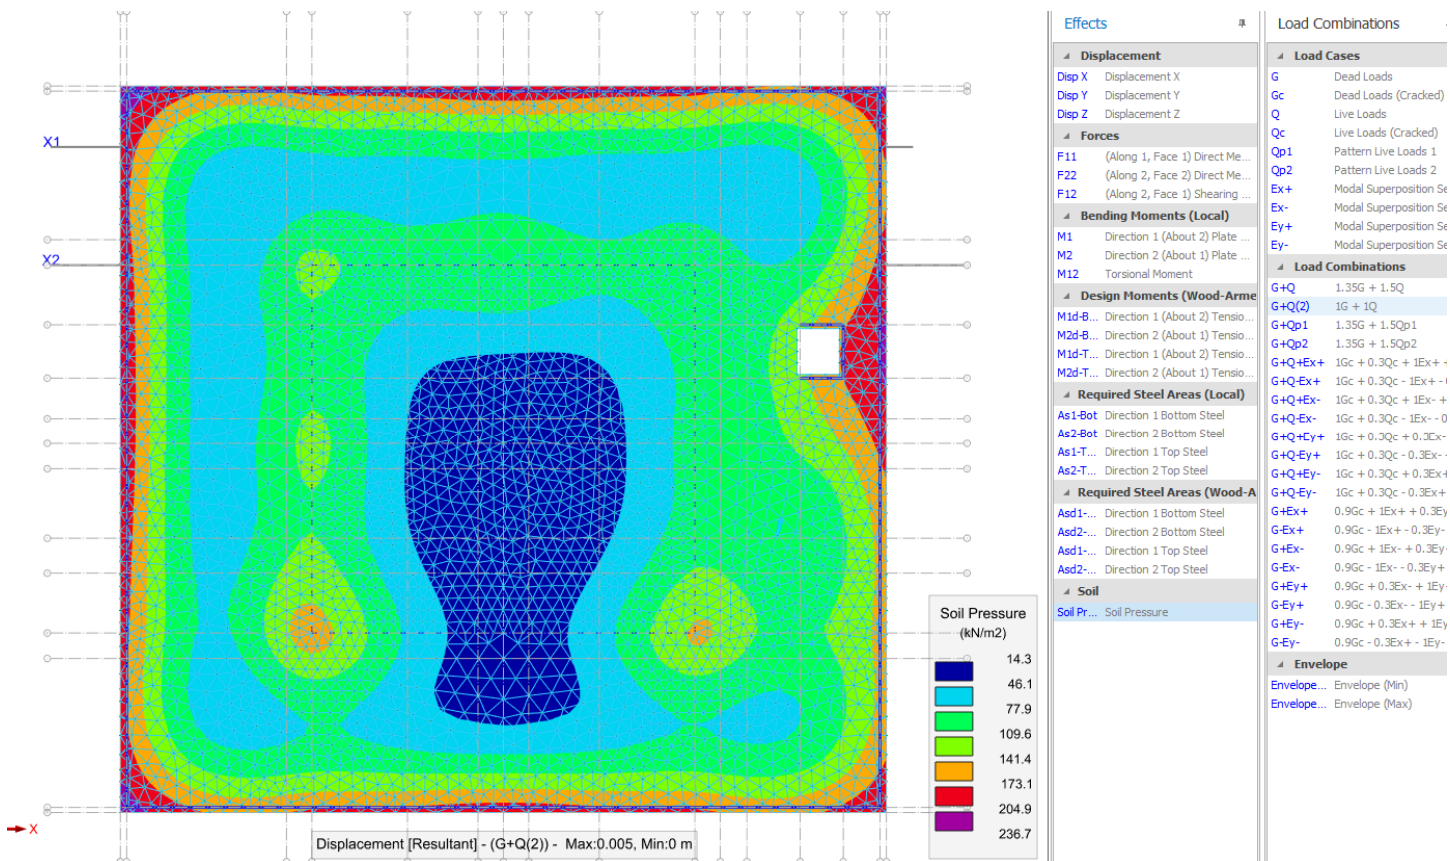 X1
X2
X
Displacement [Resultant] - (G+Q(2)) - Max:0.005, Min:0 m
Soil Pressure
(kN/m2)
14.3
46.1
77.9
109.6
141.4
173.1
204.9
236.7
Effects
Displacement
Disp X Displacement X
Disp Y Displacement Y
Disp Z Displacement Z
Forces
F11 (Along 1, Face 1) Direct Me...
F22 (Along 2, Face 2) Direct Me...
F12 (Along 2, Face 1) Shearing ...
Bending Moments (Local)
M1 Direction 1 (About 2) Plate ...
M2 Direction 2 (About 1) Plate ...
M12 Torsional Moment
Design Moments (Wood-Arme
M1d-B... Direction 1 (About 2) Tensio...
M2d-B... Direction 2 (About 1) Tensio...
M1d-T... Direction 1 (About 2) Tensio...
M2d-T... Direction 2 (About 1) Tensio...
Required Steel Areas (Local)
As1-Bot Direction 1 Bottom Steel
As2-Bot Direction 2 Bottom Steel
As1-T... Direction 1 Top Steel
As2-T... Direction 2 Top Steel
Required Steel Areas (Wood-A
Asd1-... Direction 1 Bottom Steel
Asd2-... Direction 2 Bottom Steel
Asd1-... Direction 1 Top Steel
Asd2-... Direction 2 Top Steel
Soil
Soil Pr... Soil Pressure
Load Combinations
Load Cases
G Dead Loads
Gc Dead Loads (Cracked)
Q Live Loads
Qc Live Loads (Cracked)
Qp1 Pattern Live Loads 1
Qp2 Pattern Live Loads 2
Ex+ Modal Superposition Se
Ex- Modal Superposition Se
Ey+ Modal Superposition Se
Ey- Modal Superposition Se
Load Combinations
G+Q 1.35G + 1.5Q
G+Q(2) 1G + 1Q
G+Qp1 1.35G + 1.5Qp1
G+Qp2 1.35G + 1.5Qp2
G+Q+Ex+ 1Gc + 0.3Qc + 1Ex+ +
G+Q-Ex+ 1Gc + 0.3Qc - 1Ex+ -
G+Q+Ex- 1Gc + 0.3Qc + 1Ex- +
G+Q-Ex- 1Gc + 0.3Qc - 1Ex- - 0
G+Q+Ey+ 1Gc + 0.3Qc + 0.3Ex-
G+Q-Ey+ 1Gc + 0.3Qc - 0.3Ex- -
G+Q+Ey- 1Gc + 0.3Qc + 0.3Ex+
G+Q-Ey- 1Gc + 0.3Qc - 0.3Ex+
G+Ex+ 0.9Gc + 1Ex+ + 0.3Ey
G-Ex+ 0.9Gc - 1Ex+ - 0.3Ey-
G+Ex- 0.9Gc + 1Ex- + 0.3Ey
G-Ex- 0.9Gc - 1Ex- - 0.3Ey+
G+Ey+ 0.9Gc + 0.3Ex- + 1Ey
G-Ey+ 0.9Gc - 0.3Ex- - 1Ey+
G+Ey- 0.9Gc + 0.3Ex+ + 1Ey
G-Ey- 0.9Gc - 0.3Ex+ - 1Ey-
Envelope
Envelope... Envelope (Min)
Envelope... Envelope (Max)